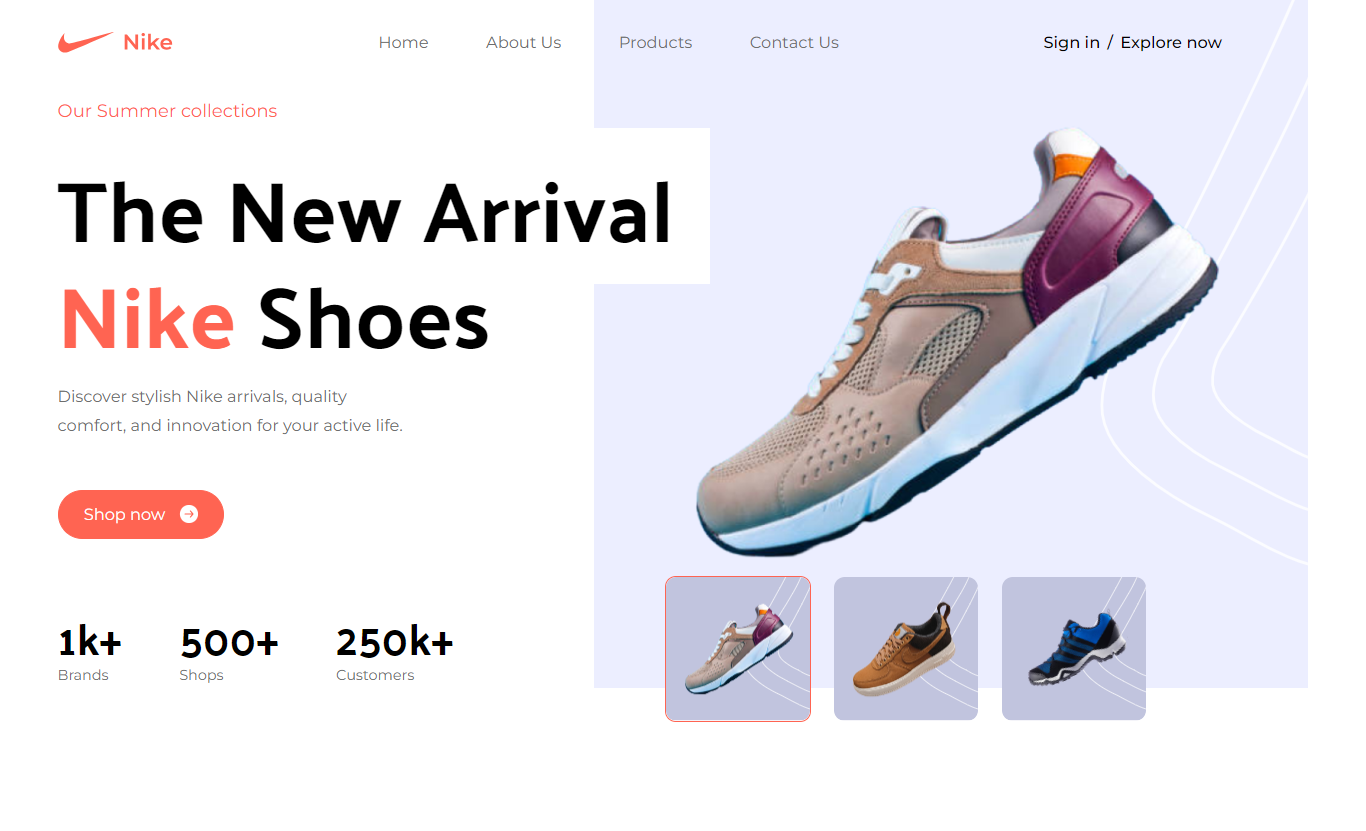 Nike
Home
About Us
Products
Contact Us
Sign in / Explore now
Our Summer collections
The New Arrival
Nike Shoes
Discover stylish Nike arrivals, quality
comfort, and innovation for your active life.
Shop now
1k+
Brands
500+
Shops
250k+
Customers